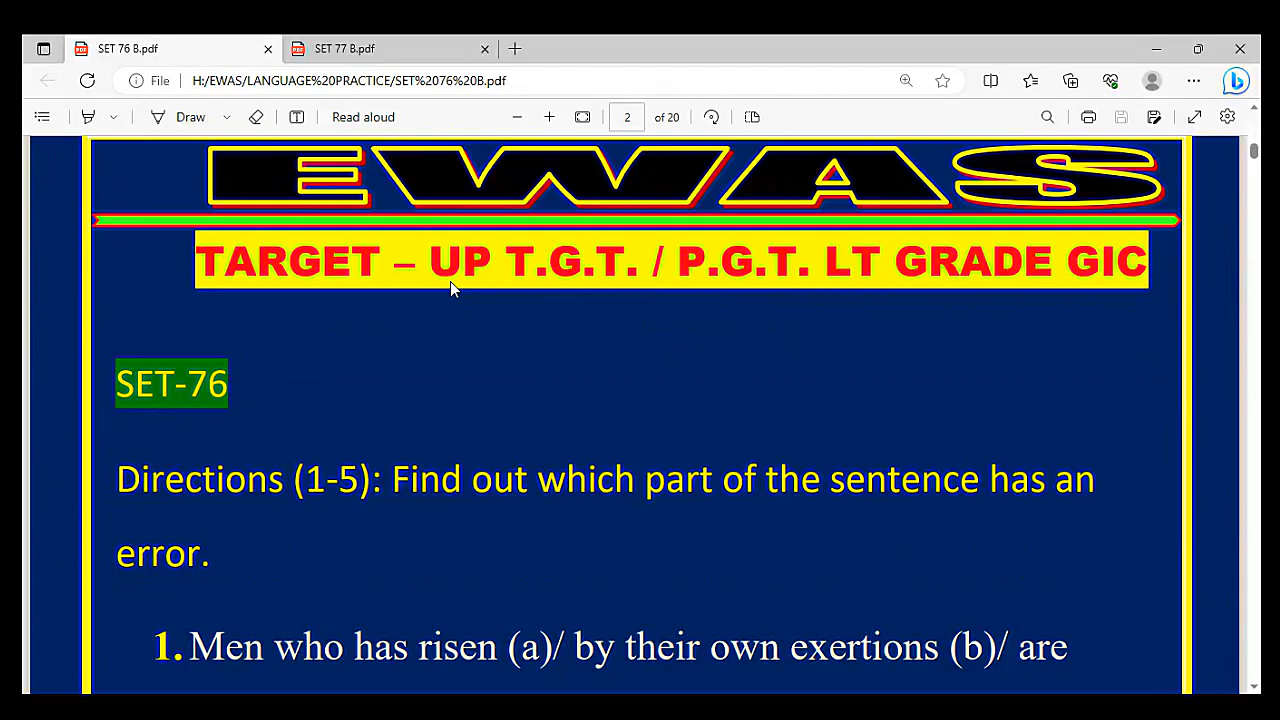 SET 76 B.pdf
SET 77 B.pdf
File
H:/EWAS/LANGUAGE%20PRACTICE/SET%2076%20B.pdf
Draw
Read aloud
2 of 20
EWAS
TARGET – UP T.G.T. / P.G.T. LT GRADE GIC
SET-76
Directions (1-5): Find out which part of the sentence has an
error.
1. Men who has risen (a)/ by their own exertions (b)/ are